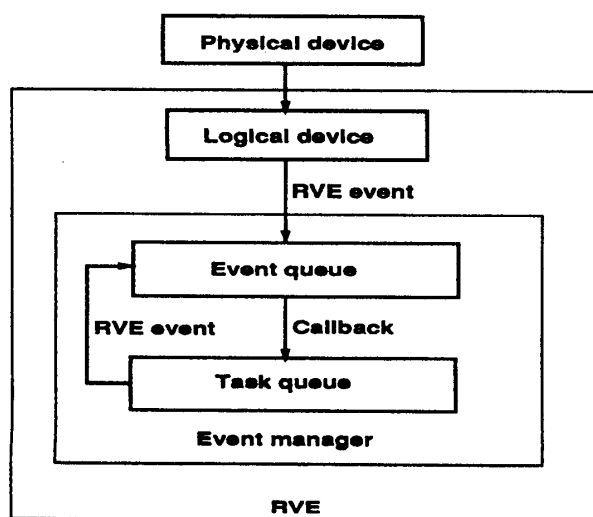 Physical device
Logical device
RVE event
Event queue
RVE event
Callback
Task queue
Event manager
RVE